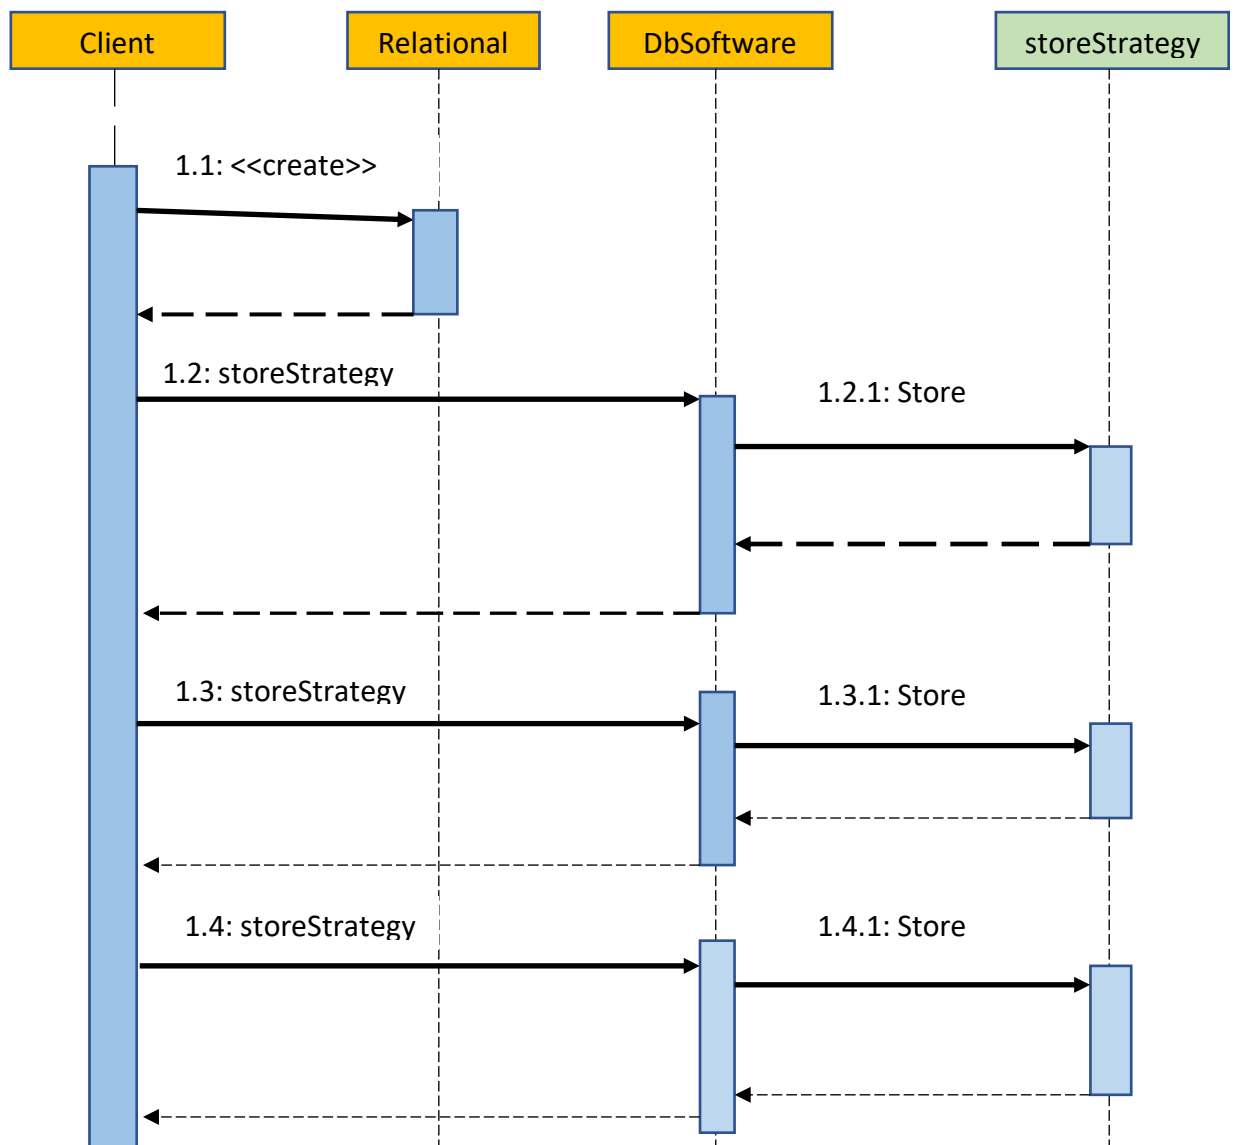 Client
Relational
DbSoftware
storeStrategy
1.1: <<create>>
1.2: storeStrategy
1.2.1: Store
1.3: storeStrategy
1.3.1: Store
1.4: storeStrategy
1.4.1: Store